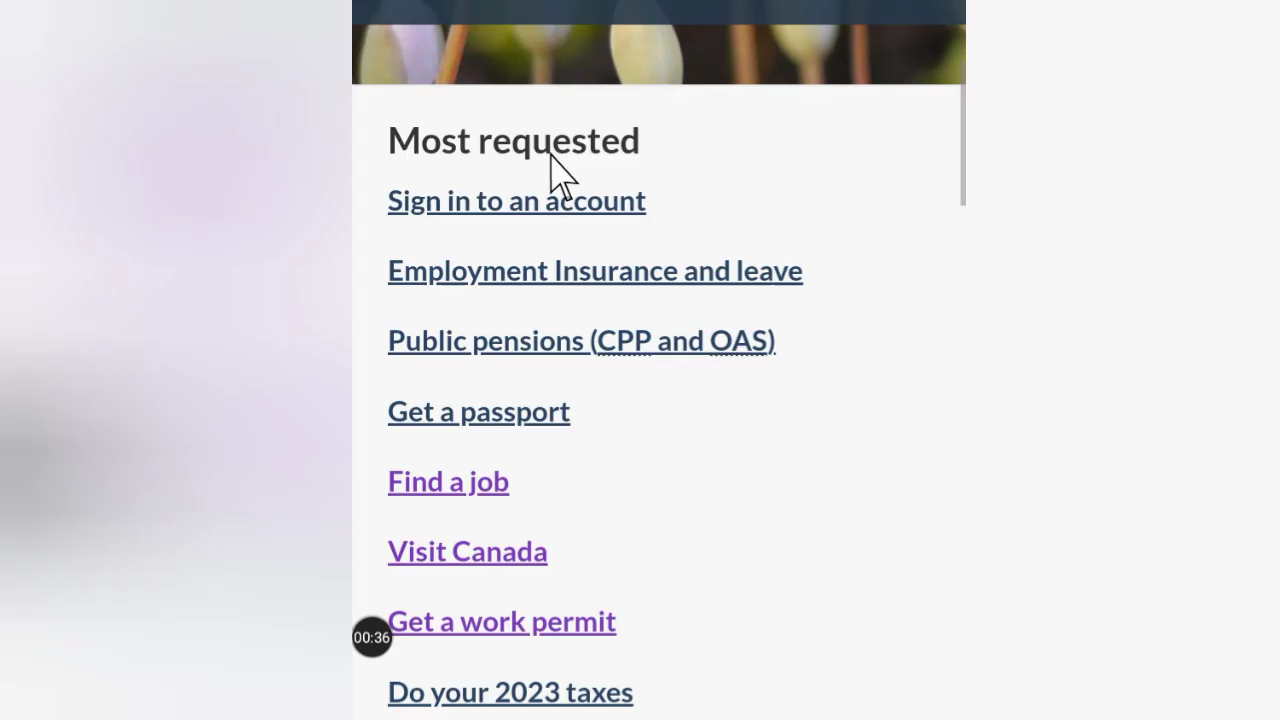 Most requested
Sign in to an account
Employment Insurance and leave
Public pensions (CPP and OAS)
Get a passport
Find a job
Visit Canada
Get a work permit
00:36
Do your 2023 taxes